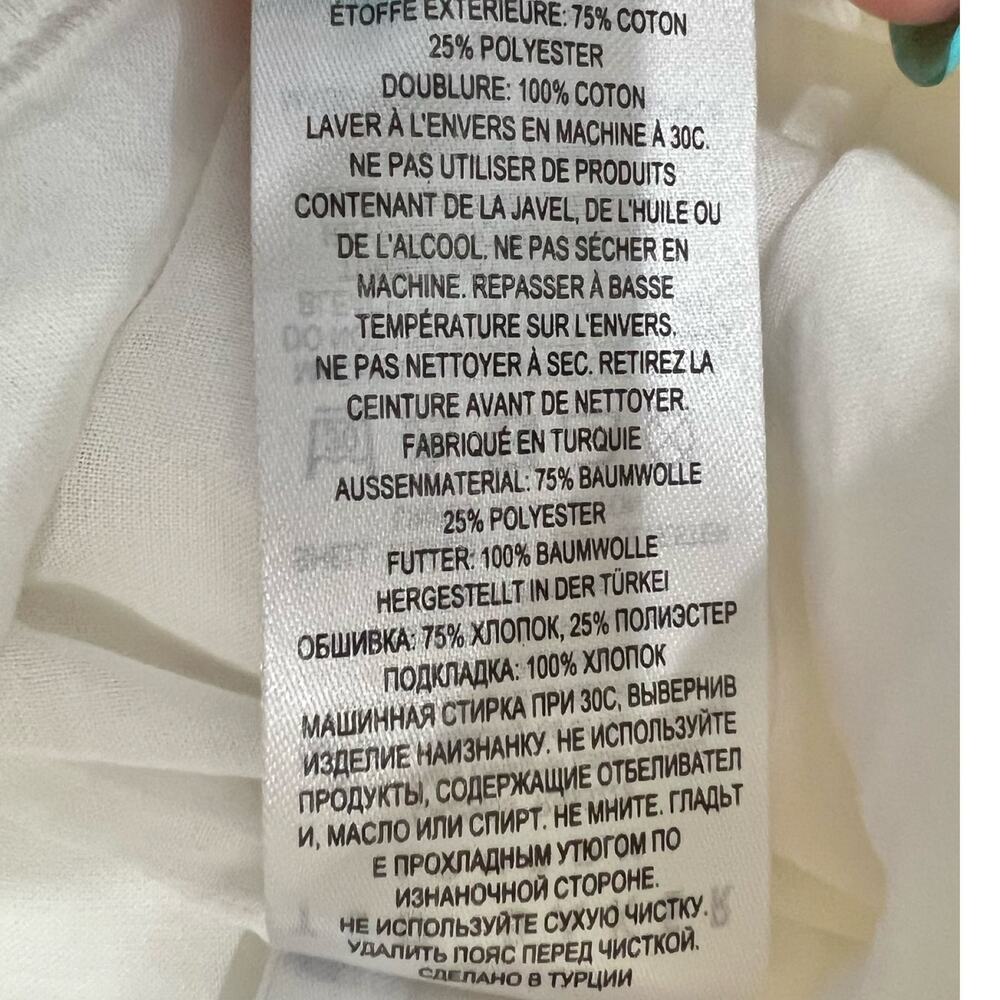 ÉTOFFE EXTÉRIEURE: 75% COTON
25% POLYESTER
DOUBLURE: 100% COTON
LAVER À L'ENVERS EN MACHINE À 30C.
NE PAS UTILISER DE PRODUITS
CONTENANT DE LA JAVEL, DE L'HUILE OU
DE L'ALCOOL. NE PAS SÉCHER EN
MACHINE. REPASSER À BASSE
TEMPÉRATURE SUR L'ENVERS.
NE PAS NETTOYER À SEC. RETIREZ LA
CEINTURE AVANT DE NETTOYER.
FABRIQUÉ EN TURQUIE
AUSSENMATERIAL: 75% BAUMWOLLE
25% POLYESTER
FUTTER: 100% BAUMWOLLE
HERGESTELLT IN DER TÜRKEI
ОБШИВКА: 75% ХЛОПОК, 25% ПОЛИЭСТЕР
ПОДКЛАДКА: 100% ХЛОПОК
МАШИННАЯ СТИРКА ПРИ 30С, ВЫВЕРНИВ
ИЗДЕЛИЕ НАИЗНАНКУ. НЕ ИСПОЛЬЗУЙТЕ
ПРОДУКТЫ, СОДЕРЖАЩИЕ ОТБЕЛИВАТЕЛ
И, МАСЛО ИЛИ СПИРТ. НЕ МНИТЕ. ГЛАДЬТ
Е ПРОХЛАДНЫМ УТЮГОМ ПО
ИЗНАНОЧНОЙ СТОРОНЕ.
НЕ ИСПОЛЬЗУЙТЕ СУХУЮ ЧИСТКУ.
УДАЛИТЬ ПОЯС ПЕРЕД ЧИСТКОЙ.
СДЕЛАНО В ТУРЦИИ